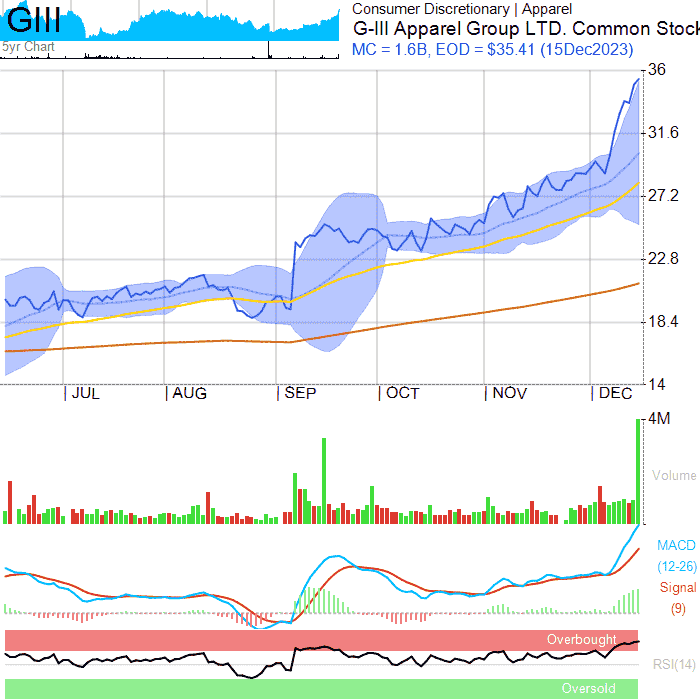 GIII
5yr Chart
Consumer Discretionary | Apparel
G-III Apparel Group LTD. Common Stock
MC = 1.6B, EOD = $35.41 (15Dec2023)
36
31.6
27.2
22.8
18.4
14
JUL AUG SEP OCT NOV DEC
4M
Volume
MACD
(12-26)
Signal
(9)
Overbought
RSI(14)
Oversold